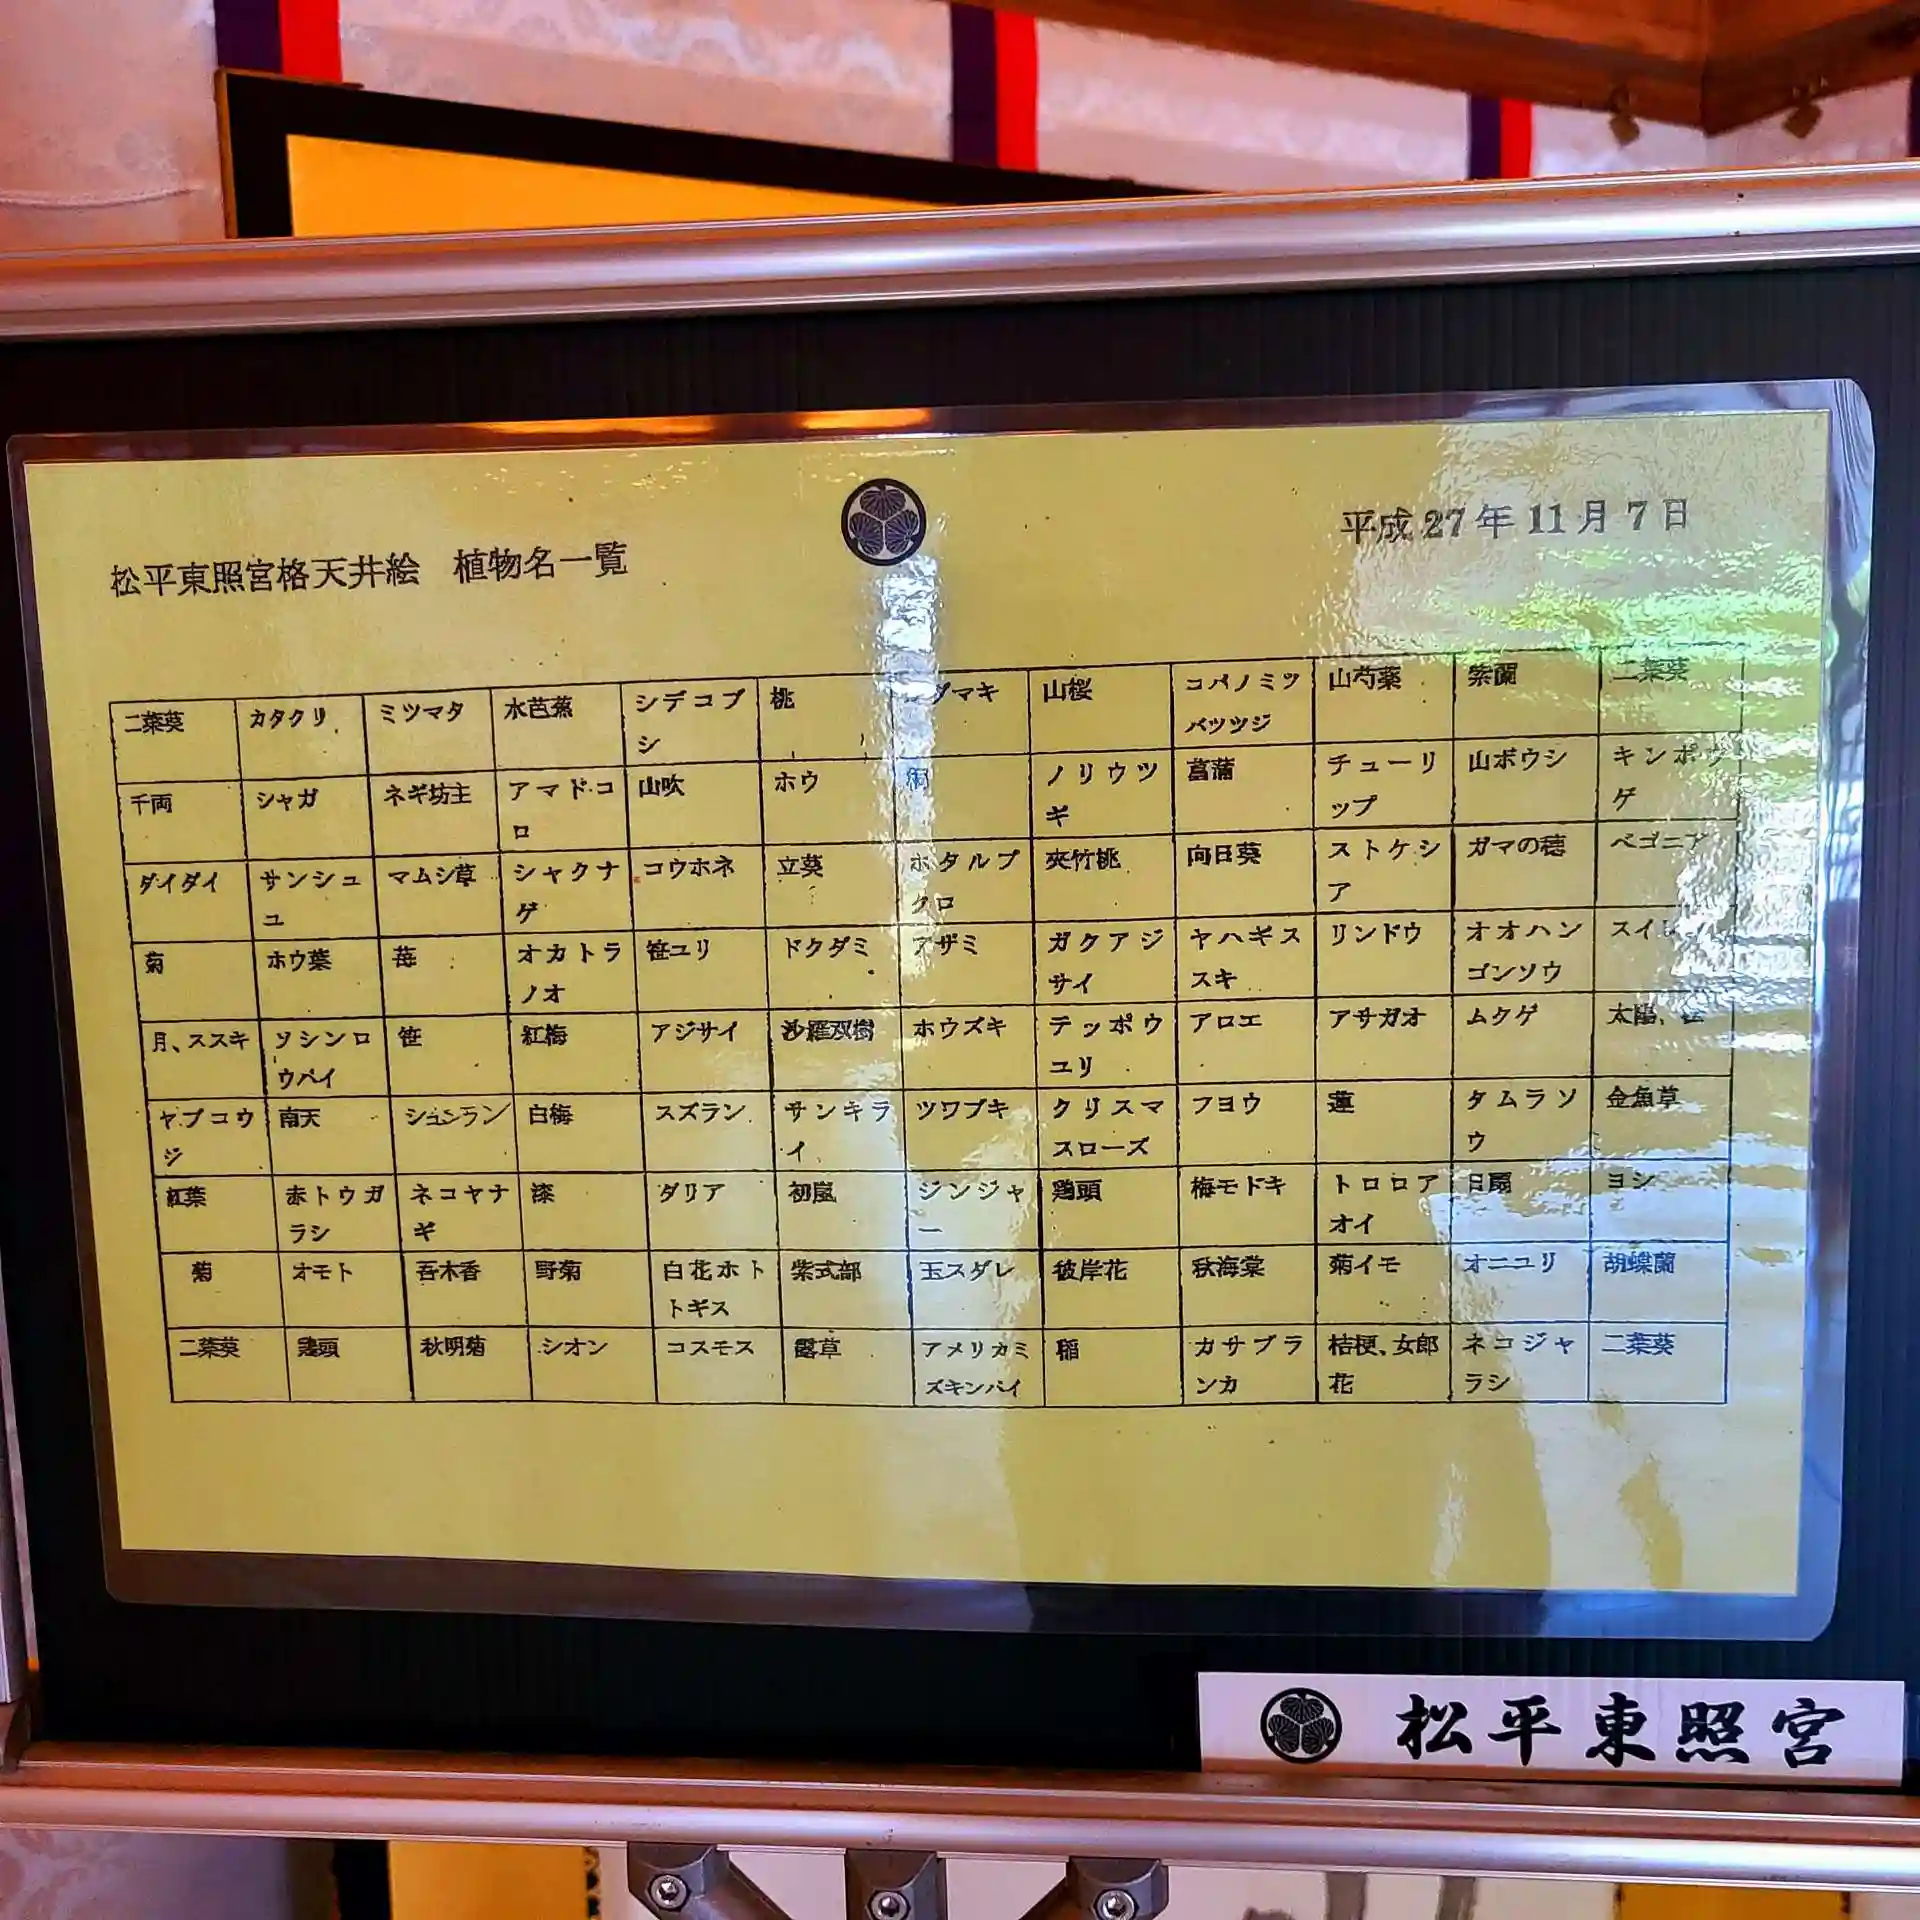 平成27年11月7日
松平東照宮格天井絵 植物名一覧
二葉葵 カタクリ ミツマタ 水芭蕉 シデコブシ 桃 ダマキ 山桜 コバノミツバツツジ 山芍薬 紫蘭 二葉葵
千両 シャガ ネギ坊主 アマドコロ 山吹 ホウ 桐 ノリウツギ 菖蒲 チューリップ 山ボウシ キンポウゲ
ダイダイ サンシュユ マムシ草 シャクナゲ コウホネ 立葵 ホタルブクロ 夾竹桃 向日葵 ストケシア ガマの穂 ベゴニア
菊 ホウ葉 苺 オカトラノオ 笹ユリ ドクダミ アザミ ガクアジサイ ヤハギススキ リンドウ オオハンゴンソウ スイレ
月、ススキ ソシンロウバイ 笹 紅梅 アジサイ 沙羅双樹 ホウズキ テッポウユリ アロエ アサガオ ムクゲ 太陽、
ヤブコウジ 南天 シュンラン 白梅 スズラン サンキライ ツワブキ クリスマスローズ フヨウ 蓮 タムラソウ 金魚草
紅葉 赤トウガラシ ネコヤナギ 漆 ダリア 初嵐 ジンジャー 鶏頭 梅モドキ トロロアオイ 日扇 ヨシ
菊 オモト 吾木香 野菊 白花ホトトギス 紫式部 玉スダレ 彼岸花 秋海棠 菊イモ オニユリ 胡蝶蘭
二葉葵 鶏頭 秋明菊 シオン コスモス 露草 アメリカミズキンバイ 稲 カサブランカ 桔梗、女郎花 ネコジャラシ 二葉葵
松平東照宮